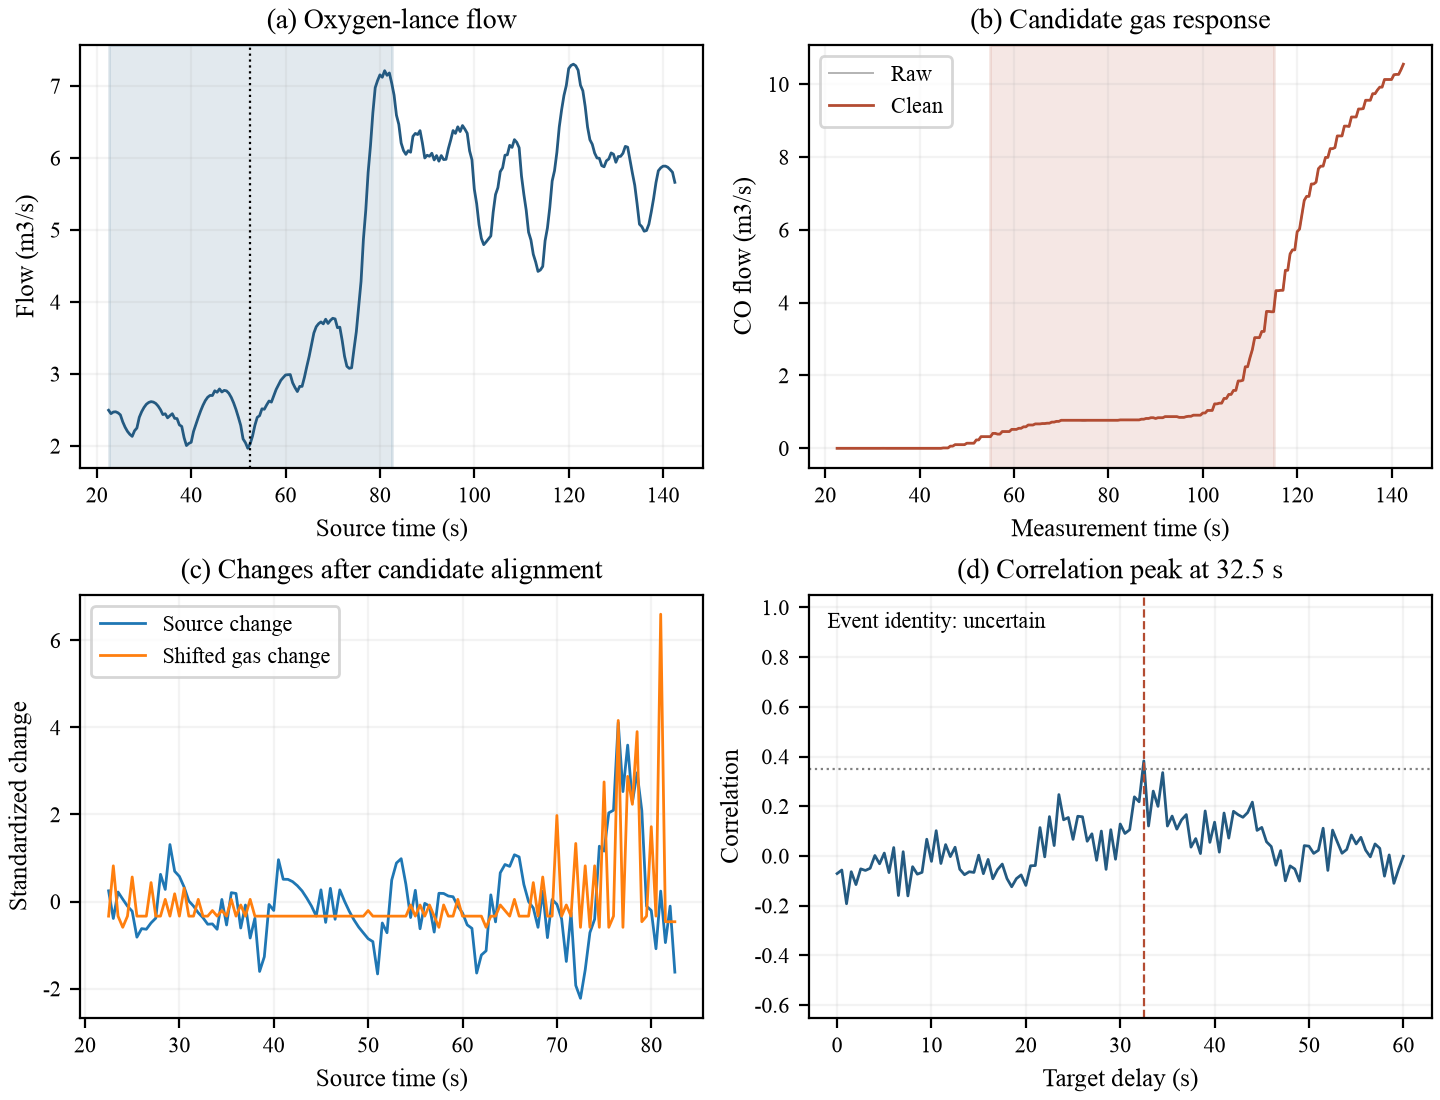 (a) Oxygen-lance flow
Flow (m3/s)
7
6
5
4
3
2
20 40 60 80 100 120 140
Source time (s)
(b) Candidate gas response
Raw
Clean
CO flow (m3/s)
10
8
6
4
2
0
20 40 60 80 100 120 140
Measurement time (s)
(c) Changes after candidate alignment
Source change
Shifted gas change
Standardized change
6
4
2
0
-2
20 30 40 50 60 70 80
Source time (s)
(d) Correlation peak at 32.5 s
Event identity: uncertain
Correlation
1.0
0.8
0.6
0.4
0.2
0.0
-0.2
-0.4
-0.6
0 10 20 30 40 50 60
Target delay (s)